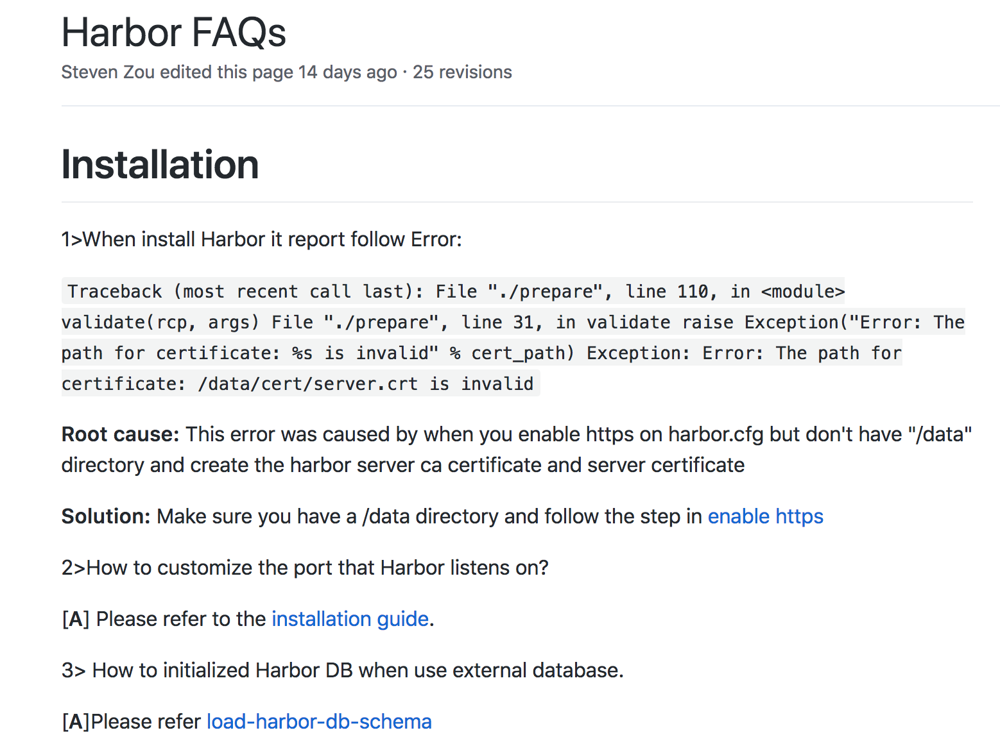 Harbor FAQs
Steven Zou edited this page 14 days ago · 25 revisions
Installation
1>When install Harbor it report follow Error:
Traceback (most recent call last): File "./prepare", line 110, in <module>
validate(rcp, args) File "./prepare", line 31, in validate raise Exception("Error: The
path for certificate: %s is invalid" % cert_path) Exception: Error: The path for
certificate: /data/cert/server.crt is invalid
Root cause: This error was caused by when you enable https on harbor.cfg but don't have "/data"
directory and create the harbor server ca certificate and server certificate
Solution: Make sure you have a /data directory and follow the step in enable https
2>How to customize the port that Harbor listens on?
[A] Please refer to the installation guide.
3> How to initialized Harbor DB when use external database.
[A]Please refer load-harbor-db-schema